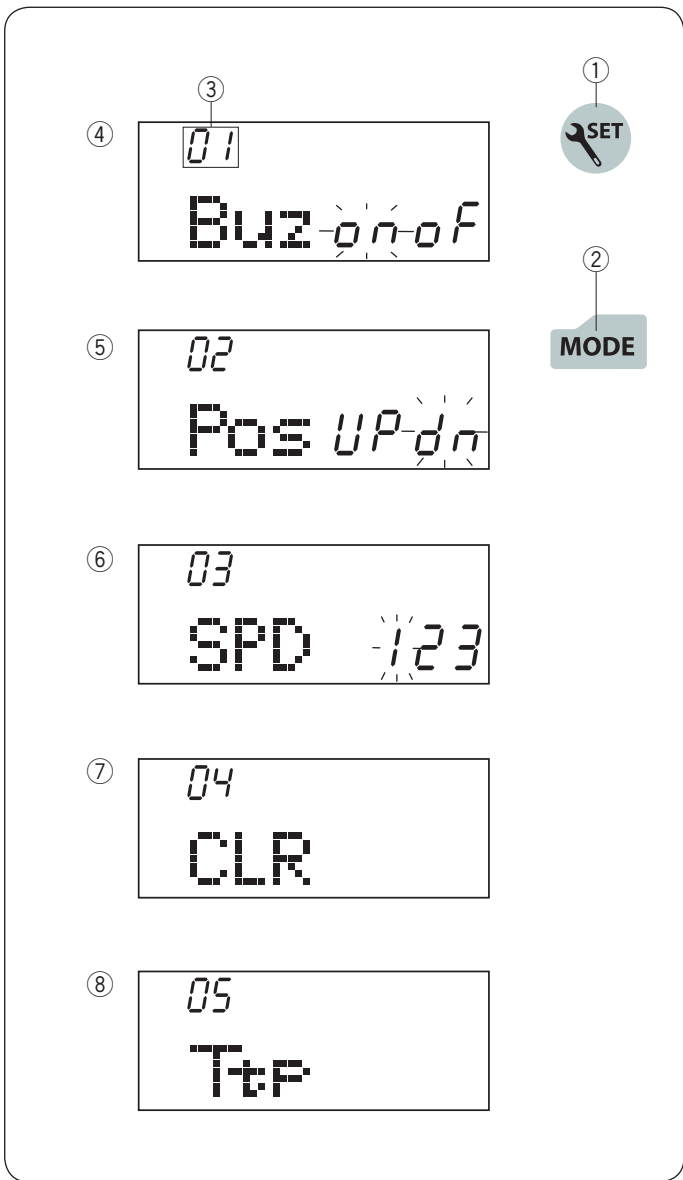 ①
③
④
01
SET
Buz on oF
②
⑤
02
MODE
Pos UP dn
⑥
03
SPD 123
⑦
04
CLR
⑧
05
Ttp